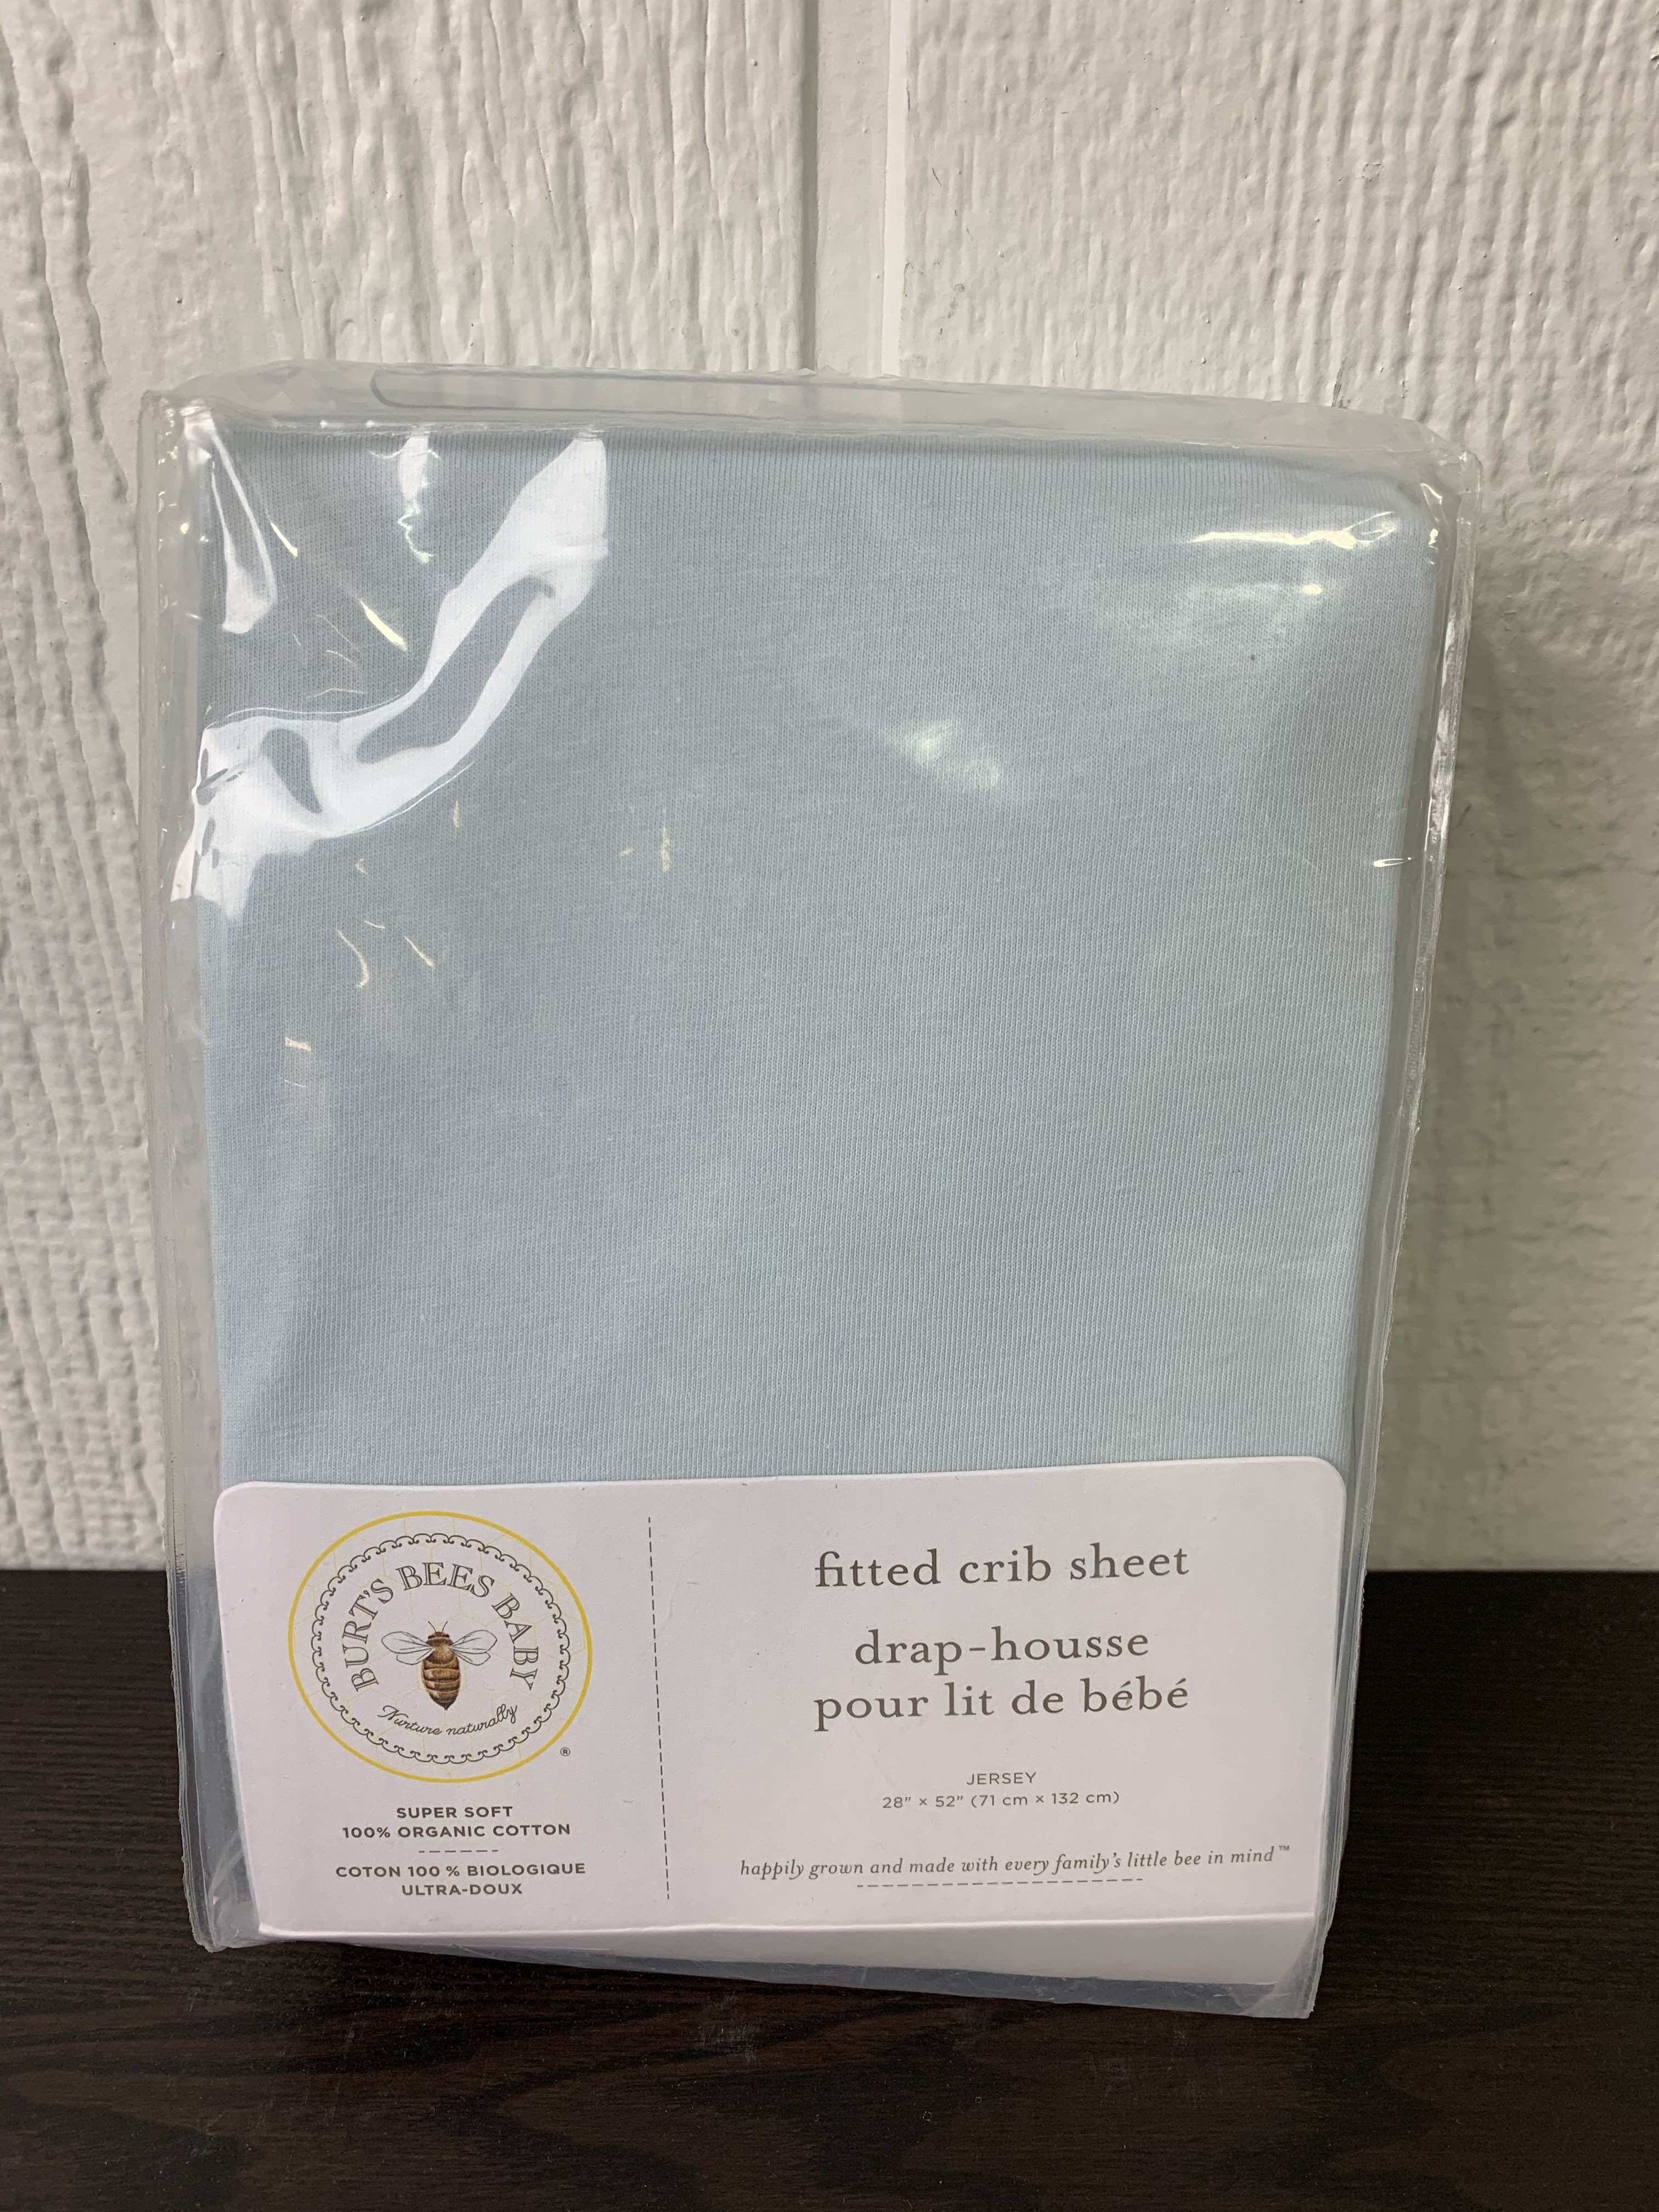 BURT'S BEES BABY
Nurture naturally
®
SUPER SOFT
100% ORGANIC COTTON
COTON 100 % BIOLOGIQUE
ULTRA-DOUX
fitted crib sheet
drap-housse
pour lit de bébé
JERSEY
28" × 52" (71 cm × 132 cm)
happily grown and made with every family's little bee in mind™